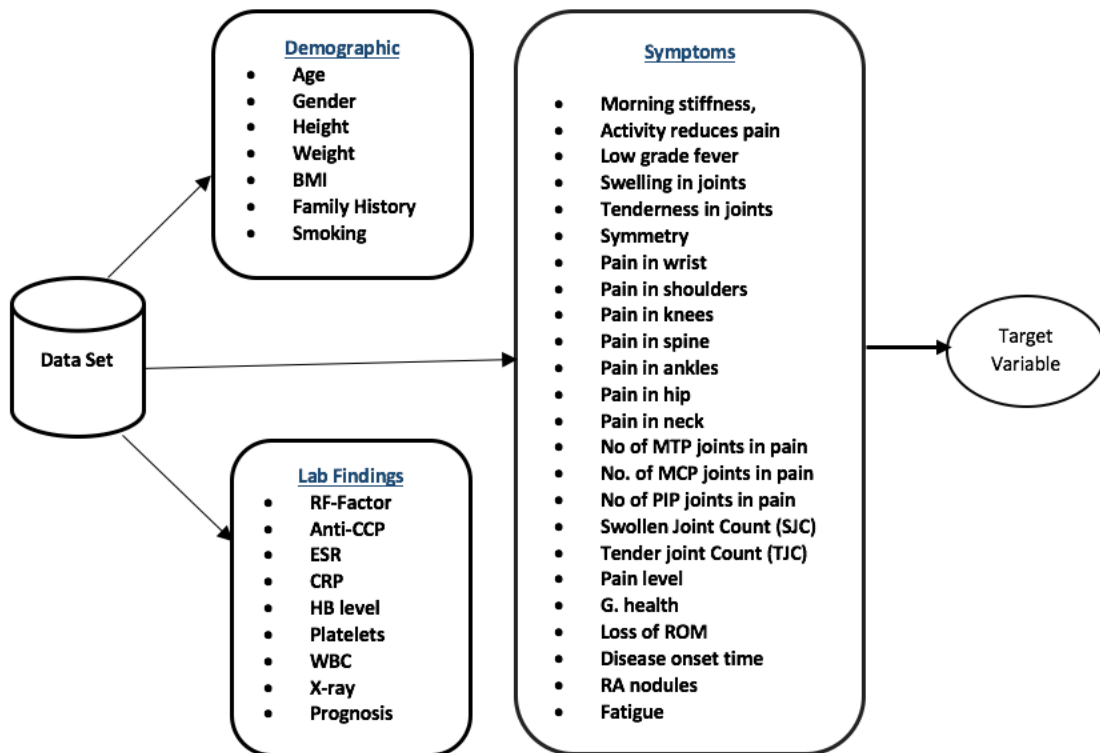 Demographic
Age
Gender
Height
Weight
BMI
Family History
Smoking
Data Set
Lab Findings
RF-Factor
Anti-CCP
ESR
CRP
HB level
Platelets
WBC
X-ray
Prognosis
Symptoms
Morning stiffness,
Activity reduces pain
Low grade fever
Swelling in joints
Tenderness in joints
Symmetry
Pain in wrist
Pain in shoulders
Pain in knees
Pain in spine
Pain in ankles
Pain in hip
Pain in neck
No of MTP joints in pain
No. of MCP joints in pain
No of PIP joints in pain
Swollen Joint Count (SJC)
Tender joint Count (TJC)
Pain level
G. health
Loss of ROM
Disease onset time
RA nodules
Fatigue
Target
Variable